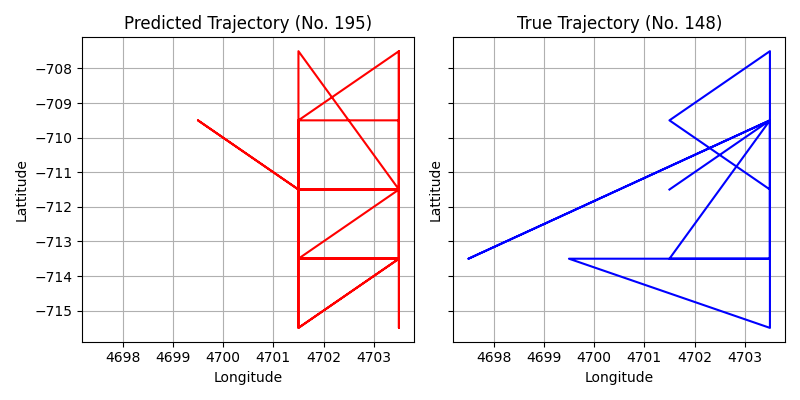 Predicted Trajectory (No. 195)
True Trajectory (No. 148)
−708
−709
−710
−711
−712
−713
−714
−715
Lattitude
Lattitude
4698 4699 4700 4701 4702 4703
4698 4699 4700 4701 4702 4703
Longitude
Longitude